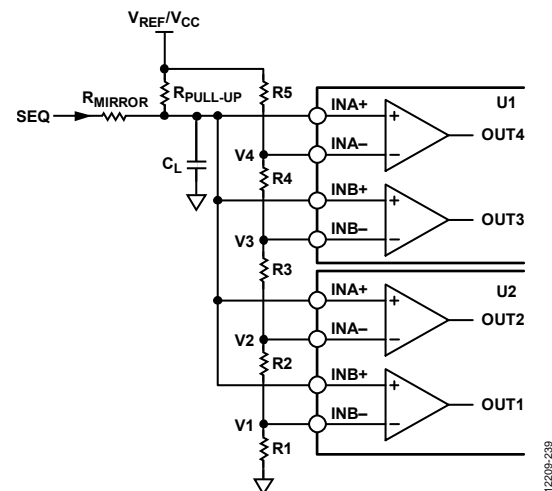 VREF/VCC
RPULL-UP
R5
U1
RMIRROR
SEQ
INA+
OUT4
V4
INA–
CL
R4
INB+
OUT3
V3
INB–
R3
U2
INA+
OUT2
V2
INA–
R2
INB+
OUT1
V1
INB–
R1
12209-239